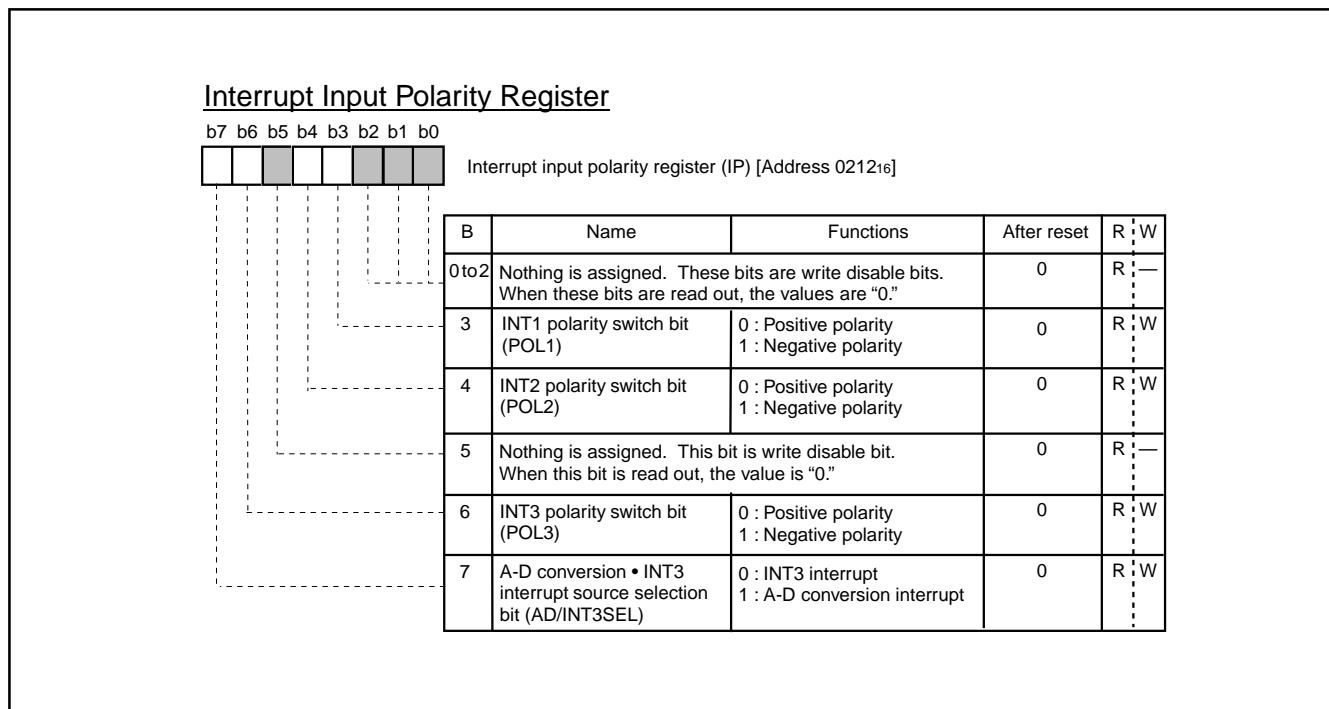 Interrupt Input Polarity Register
b7 b6 b5 b4 b3 b2 b1 b0
Interrupt input polarity register (IP) [Address 0212₁₆]
B Name Functions After reset R W
0 to 2 Nothing is assigned. These bits are write disable bits. 0 R —
When these bits are read out, the values are “0.”
3 INT1 polarity switch bit 0 : Positive polarity 0 R W
(POL1) 1 : Negative polarity
4 INT2 polarity switch bit 0 : Positive polarity 0 R W
(POL2) 1 : Negative polarity
5 Nothing is assigned. This bit is write disable bit. 0 R —
When this bit is read out, the value is “0.”
6 INT3 polarity switch bit 0 : Positive polarity 0 R W
(POL3) 1 : Negative polarity
7 A-D conversion • INT3 0 : INT3 interrupt 0 R W
interrupt source selection 1 : A-D conversion interrupt
bit (AD/INT3SEL)